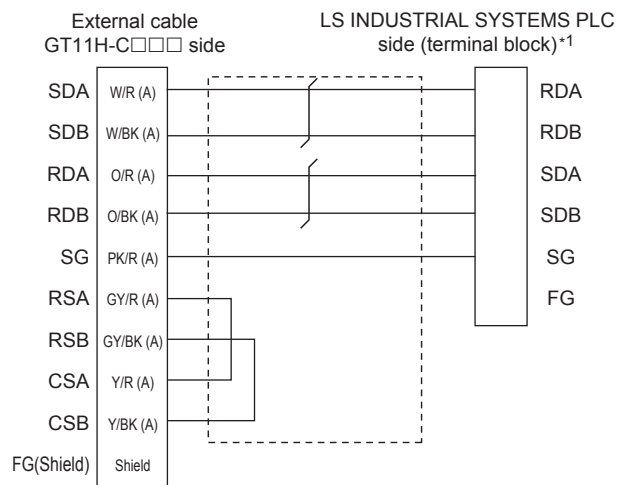 External cable
GT11H-C□□□ side
LS INDUSTRIAL SYSTEMS PLC
side (terminal block)*1
SDA W/R (A) RDA
SDB W/BK (A) RDB
RDA O/R (A) SDA
RDB O/BK (A) SDB
SG PK/R (A) SG
RSA GY/R (A) FG
RSB GY/BK (A)
CSA Y/R (A)
CSB Y/BK (A)
FG(Shield) Shield